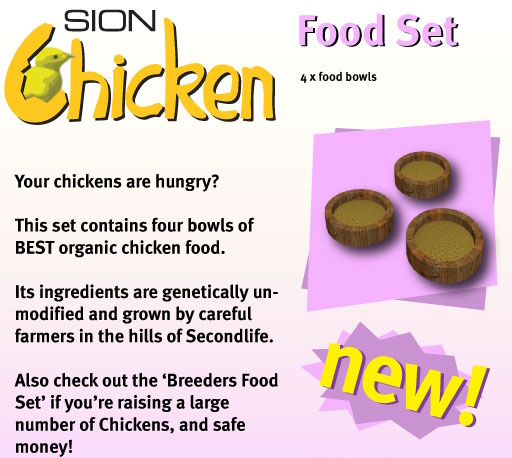 SION
Chicken
Food Set
4 x food bowls
Your chickens are hungry?
This set contains four bowls of
BEST organic chicken food.
Its ingredients are genetically un-
modified and grown by careful
farmers in the hills of Secondlife.
Also check out the ‘Breeders Food
Set’ if you’re raising a large
number of Chickens, and safe
money!
new!